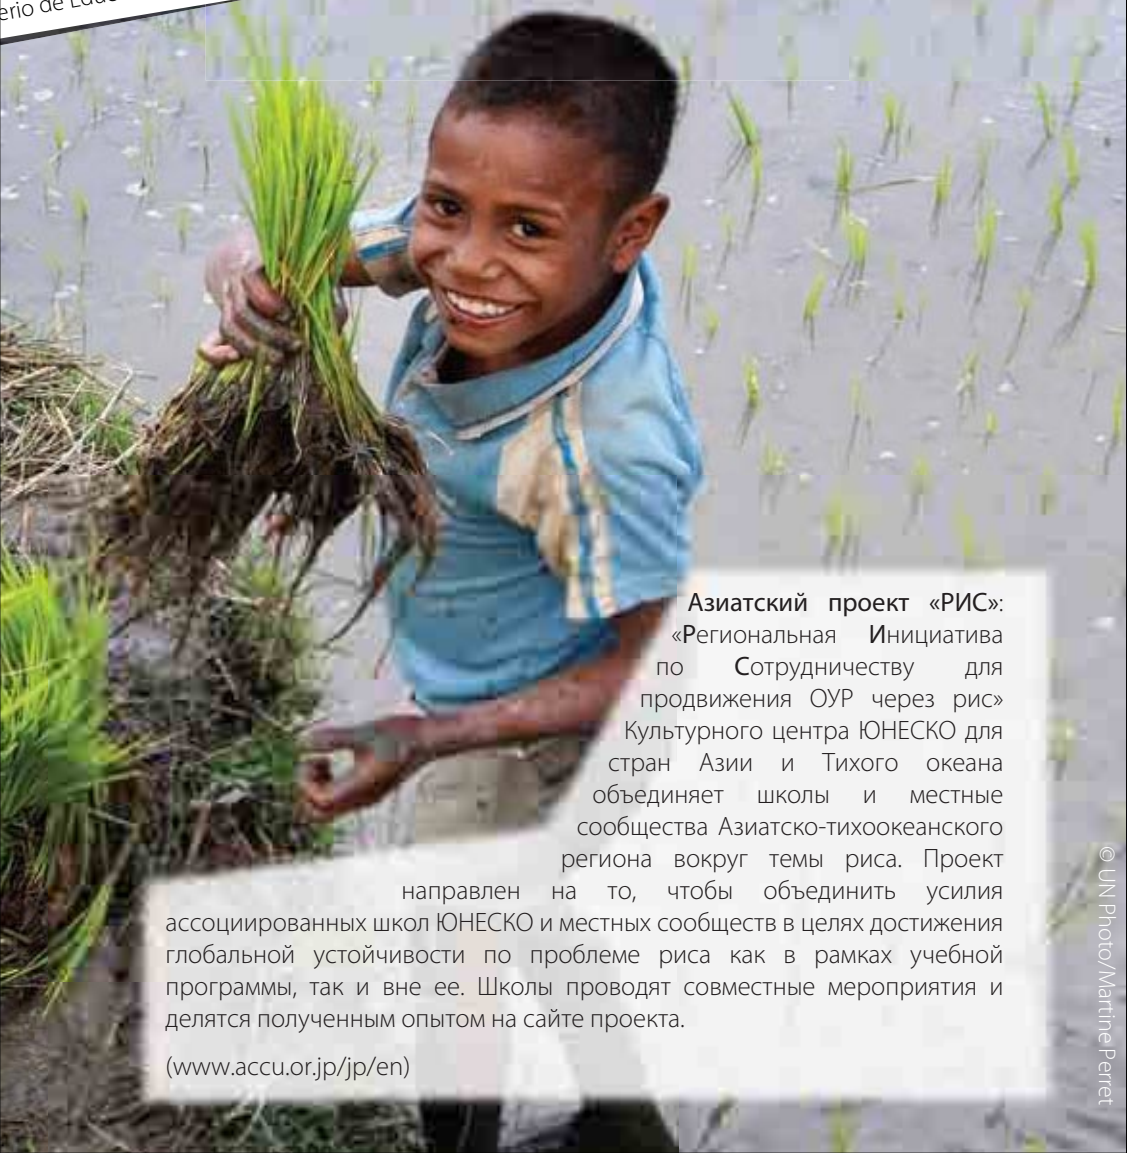 de
Азиатский проект «РИС»:
«Региональная Инициатива
по Сотрудничеству для
продвижения ОУР через рис»
Культурного центра ЮНЕСКО для
стран Азии и Тихого океана
объединяет школы и местные
сообщества Азиатско-тихоокеанского
региона вокруг темы риса. Проект
направлен на то, чтобы объединить усилия
ассоциированных школ ЮНЕСКО и местных сообществ в целях достижения
глобальной устойчивости по проблеме риса как в рамках учебной
программы, так и вне ее. Школы проводят совместные мероприятия и
делятся полученным опытом на сайте проекта.
(www.accu.or.jp/jp/en)
© UN Photo/Martine Perret